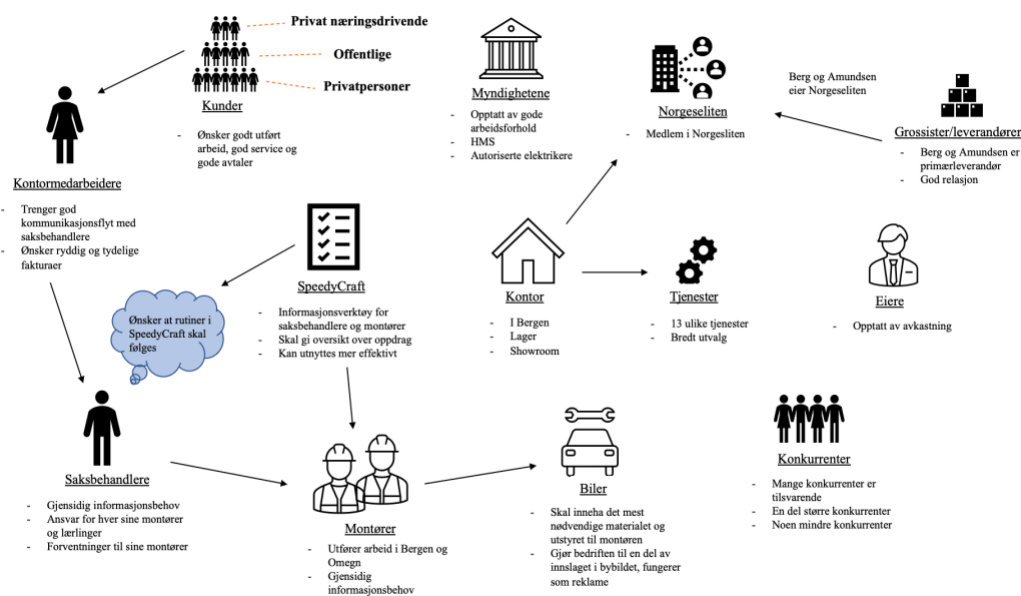 Privat næringsdrivende
Offentlige
Privatpersoner
Kunder
- Ønsker godt utført
arbeid, god service og
gode avtaler
Myndighetene
- Opptatt av gode
arbeidsforhold
- HMS
- Autoriserte elektrikere
Norgeseliten
- Medlem i Norgesliten
Berg og Amundsen
eier Norgeseliten
Grossister/leverandører
- Berg og Amundsen er
primærleverandør
- God relasjon
Kontormedarbeidere
- Trenger god
kommunikasjonsflyt med
saksbehandlere
- Ønsker ryddig og tydelige
fakturaer
SpeedyCraft
- Informasjonsverktøy for
saksbehandlere og montører
- Skal gi oversikt over oppdrag
- Kan utnyttes mer effektivt
Kontor
- I Bergen
- Lager
- Showroom
Tjenester
- 13 ulike tjenester
- Bredt utvalg
Eiere
- Opptatt av avkastning
Ønsker at rutiner i
SpeedyCraft skal
følges
Saksbehandlere
- Gjensidig informasjonsbehov
- Ansvar for hver sine montører
og lærlinger
- Forventninger til sine montører
Montører
- Utfører arbeid i Bergen og
Omegn
- Gjensidig
informasjonsbehov
Biler
- Skal inneha det mest
nødvendige materialet og
utstyret til montøren
- Gjør bedriften til en del av
innslaget i bybildet, fungerer
som reklame
Konkurrenter
- Mange konkurrenter er
tilsvarende
- En del større konkurrenter
- Noen mindre konkurrenter